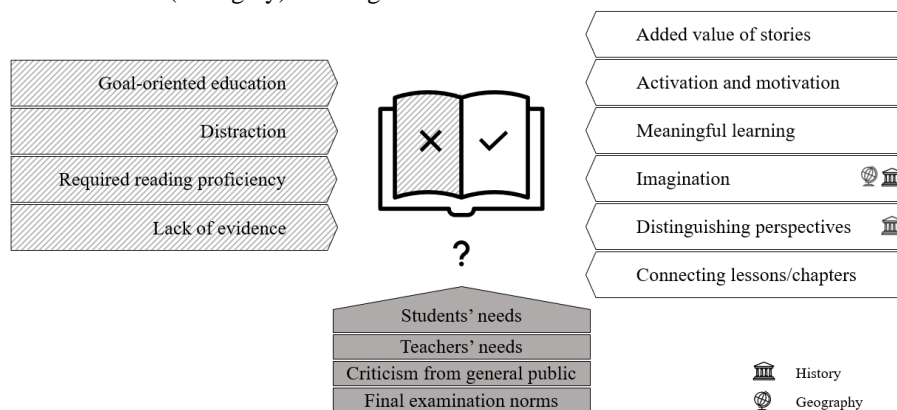 Goal-oriented education
Distraction
Required reading proficiency
Lack of evidence
?
Students’ needs
Teachers’ needs
Criticism from general public
Final examination norms
Added value of stories
Activation and motivation
Meaningful learning
Imagination
Distinguishing perspectives
Connecting lessons/chapters
History
Geography